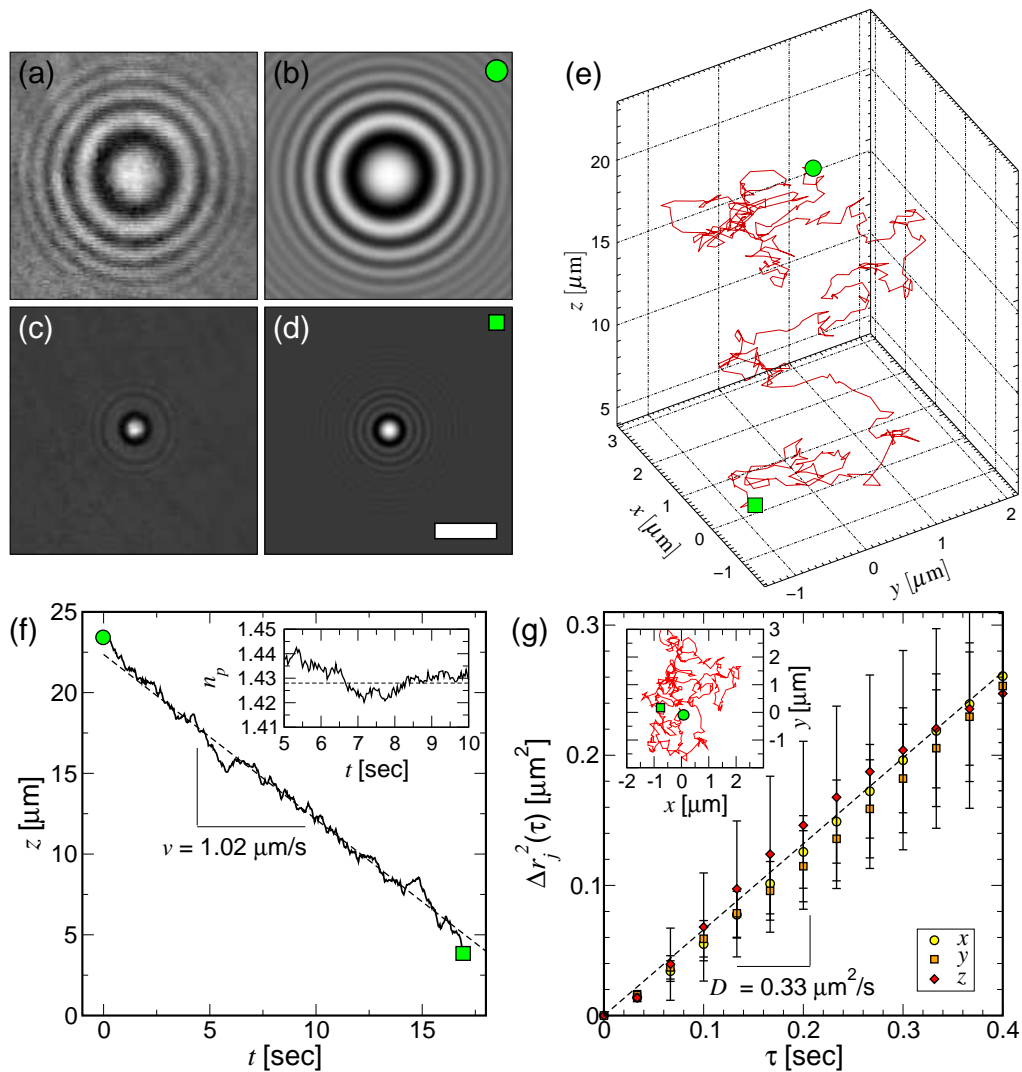 (a)
(b)
(c)
(d)
(e)
20
15
10
5
z [μm]
3
2
1
0
−1
x [μm]
−1
0
1
2
y [μm]
(f)
25
20
15
10
5
0
z [μm]
0 5 10 15
t [sec]
v = 1.02 μm/s
1.45
1.44
1.43
1.42
1.41
n_p
5 6 7 8 9 10
t [sec]
(g)
0.3
0.2
0.1
0
Δr_j^2(τ) [μm^2]
0 0.1 0.2 0.3 0.4
τ [sec]
D = 0.33 μm^2/s
3
2
1
0
-1
y [μm]
-2 -1 0 1 2
x [μm]
x
y
z